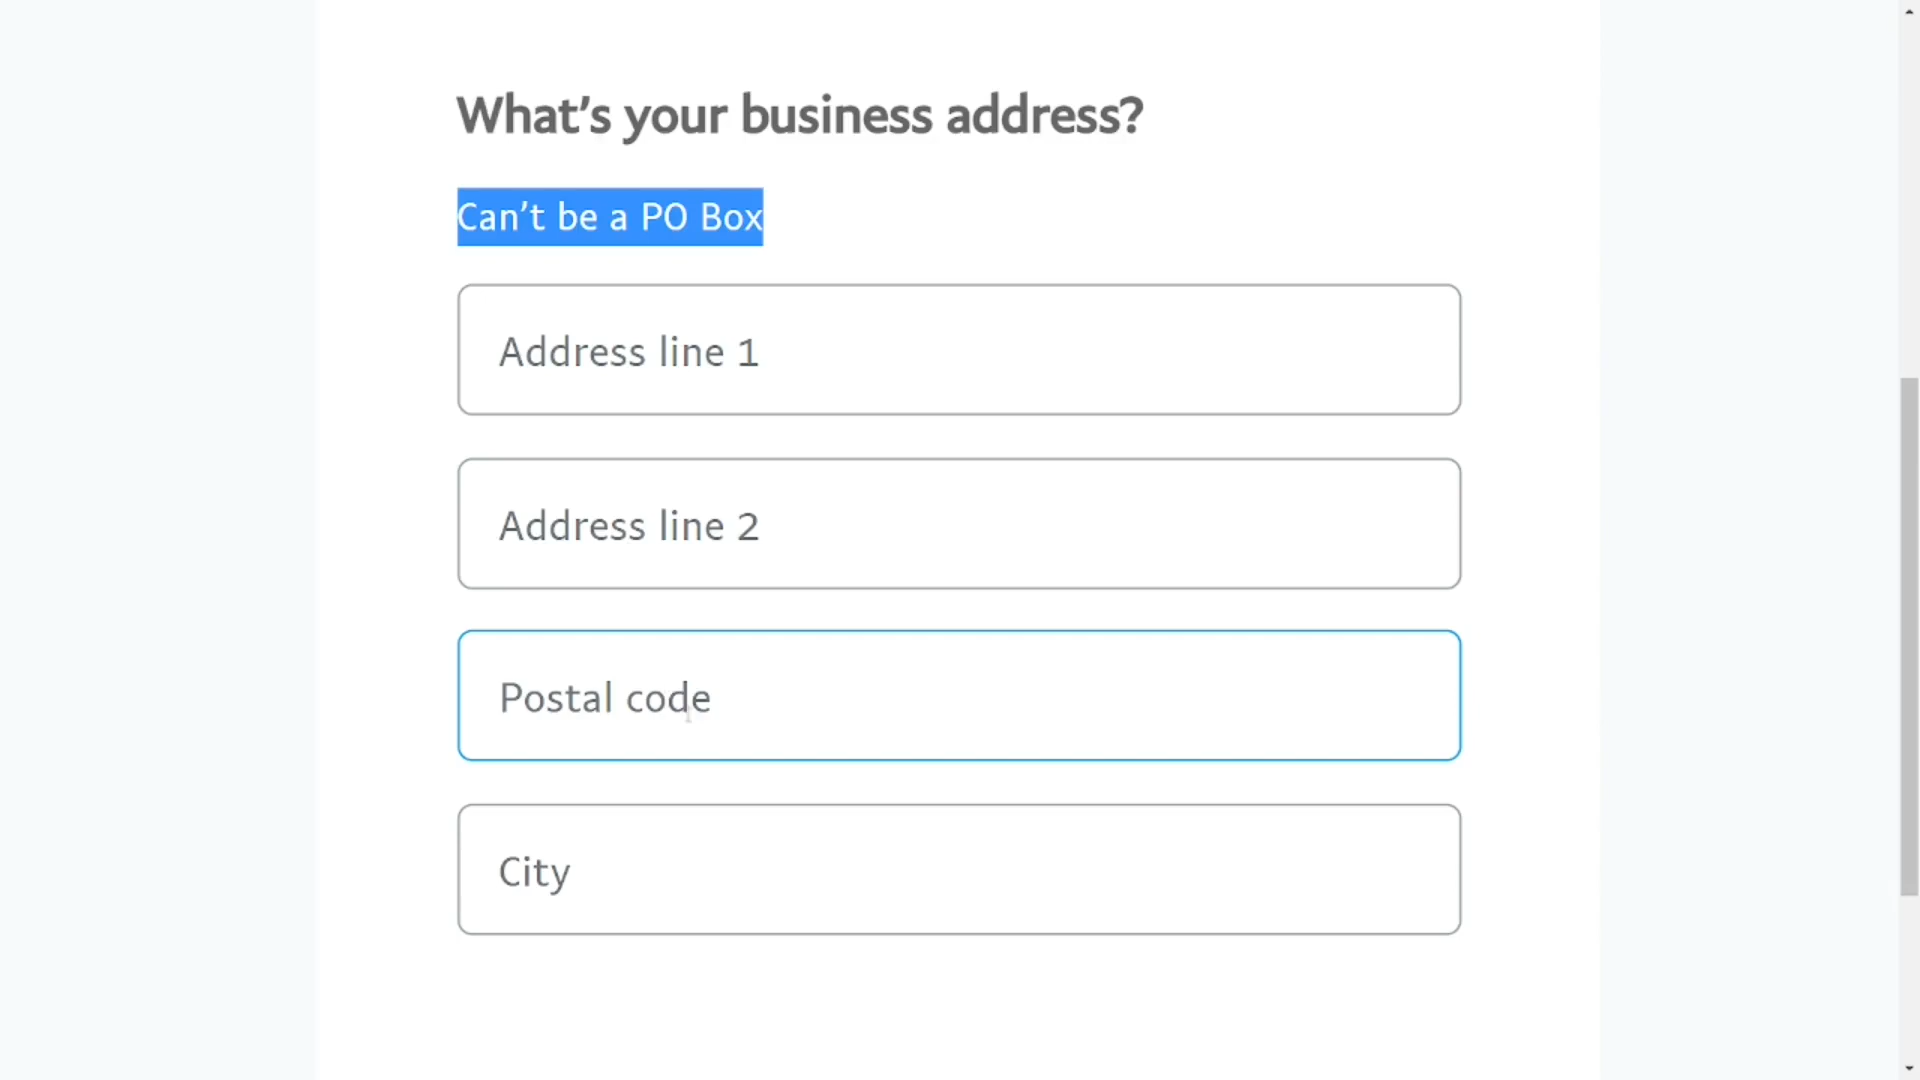 What's your business address?
Can't be a PO Box
Address line 1
Address line 2
Postal code
City